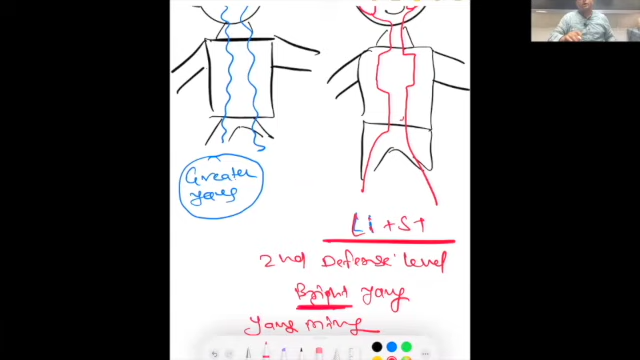 Greater
yang
Li + ST
2nd Defense level
Bright yang
yang ming